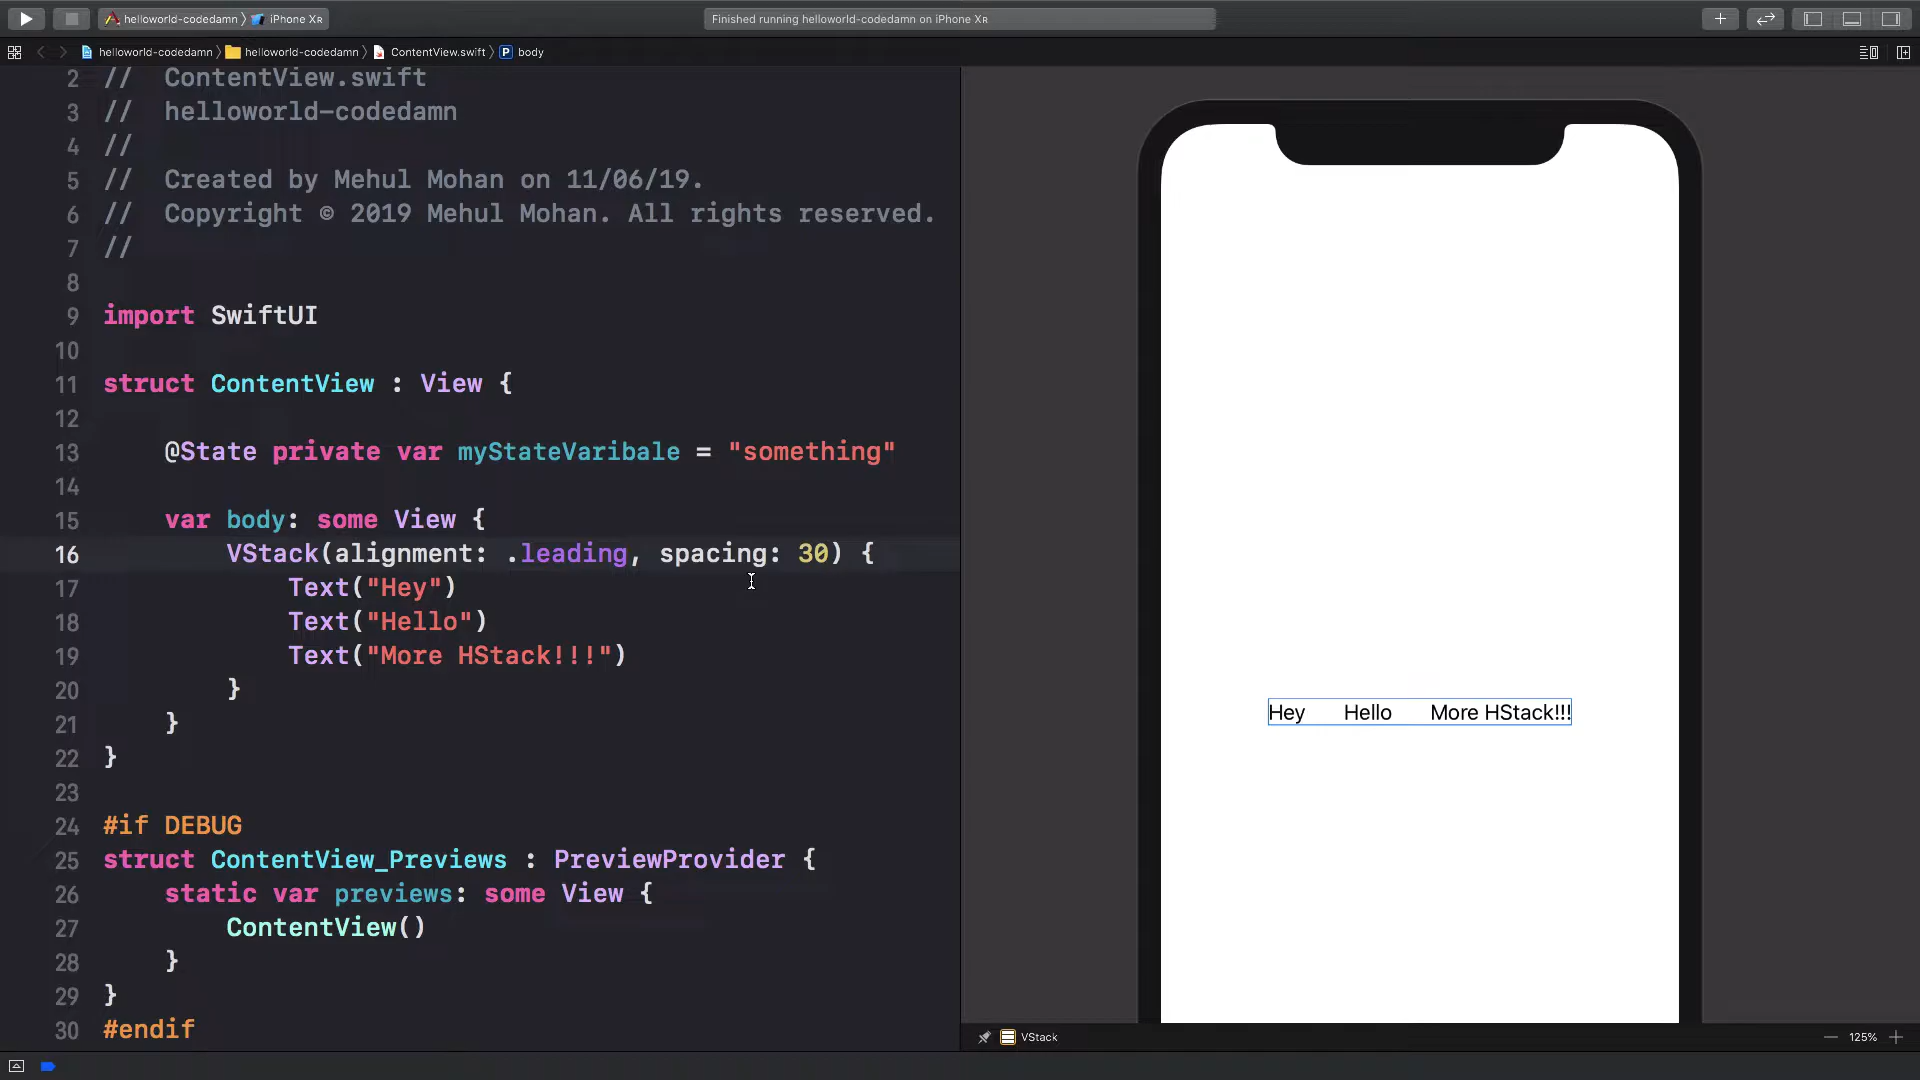 helloworld-codedamn 〉 iPhone Xʀ
Finished running helloworld-codedamn on iPhone Xʀ
helloworld-codedamn 〉 helloworld-codedamn 〉 ContentView.swift 〉 P body
2 //  ContentView.swift
3 //  helloworld-codedamn
4 //
5 //  Created by Mehul Mohan on 11/06/19.
6 //  Copyright © 2019 Mehul Mohan. All rights reserved.
7 //
8
9 import SwiftUI
10
11 struct ContentView : View {
12
13     @State private var myStateVaribale = "something"
14
15     var body: some View {
16         VStack(alignment: .leading, spacing: 30) {
17             Text("Hey")
18             Text("Hello")
19             Text("More HStack!!!")
20         }
21     }
22 }
23
24 #if DEBUG
25 struct ContentView_Previews : PreviewProvider {
26     static var previews: some View {
27         ContentView()
28     }
29 }
30 #endif
Hey Hello More HStack!!!
VStack
125%